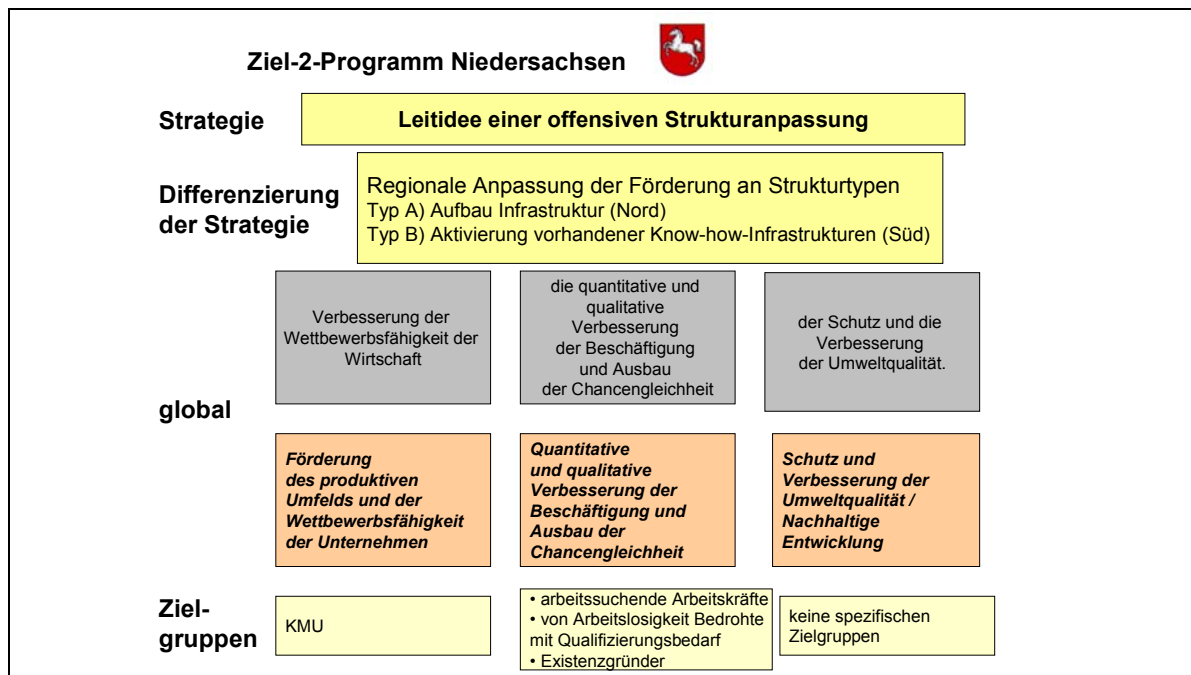 Ziel-2-Programm Niedersachsen
Strategie
Leitidee einer offensiven Strukturanpassung
Differenzierung
der Strategie
Regionale Anpassung der Förderung an Strukturtypen
Typ A) Aufbau Infrastruktur (Nord)
Typ B) Aktivierung vorhandener Know-how-Infrastrukturen (Süd)
global
Verbesserung der
Wettbewerbsfähigkeit der
Wirtschaft
die quantitative und
qualitative
Verbesserung
der Beschäftigung
und Ausbau
der Chancengleichheit
der Schutz und die
Verbesserung
der Umweltqualität.
Förderung
des produktiven
Umfelds und der
Wettbewerbsfähigkeit
der Unternehmen
Quantitative
und qualitative
Verbesserung der
Beschäftigung und
Ausbau der
Chancengleichheit
Schutz und
Verbesserung der
Umweltqualität /
Nachhaltige
Entwicklung
Ziel-
gruppen
KMU
• arbeitssuchende Arbeitskräfte
• von Arbeitslosigkeit Bedrohte
mit Qualifizierungsbedarf
• Existenzgründer
keine spezifischen
Zielgruppen